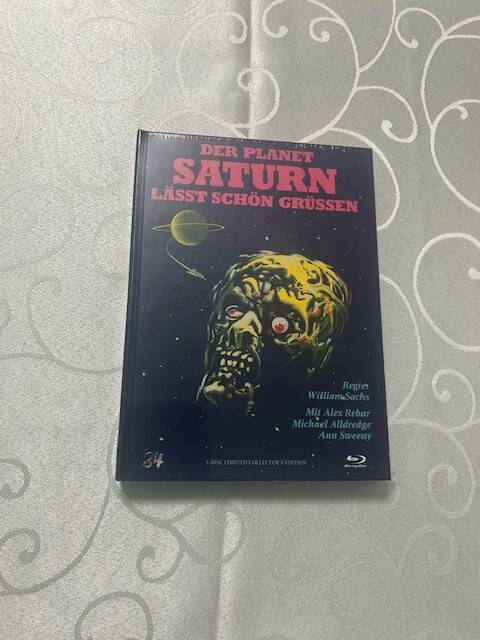 DER PLANET
SATURN
LÄSST SCHÖN GRÜSSEN
Regie:
William Sachs
Mit Alex Rebar
Michael Alldredge
Ann Sweeny
84
2-DISC LIMITED COLLECTOR'S EDITION
Blu-ray Disc